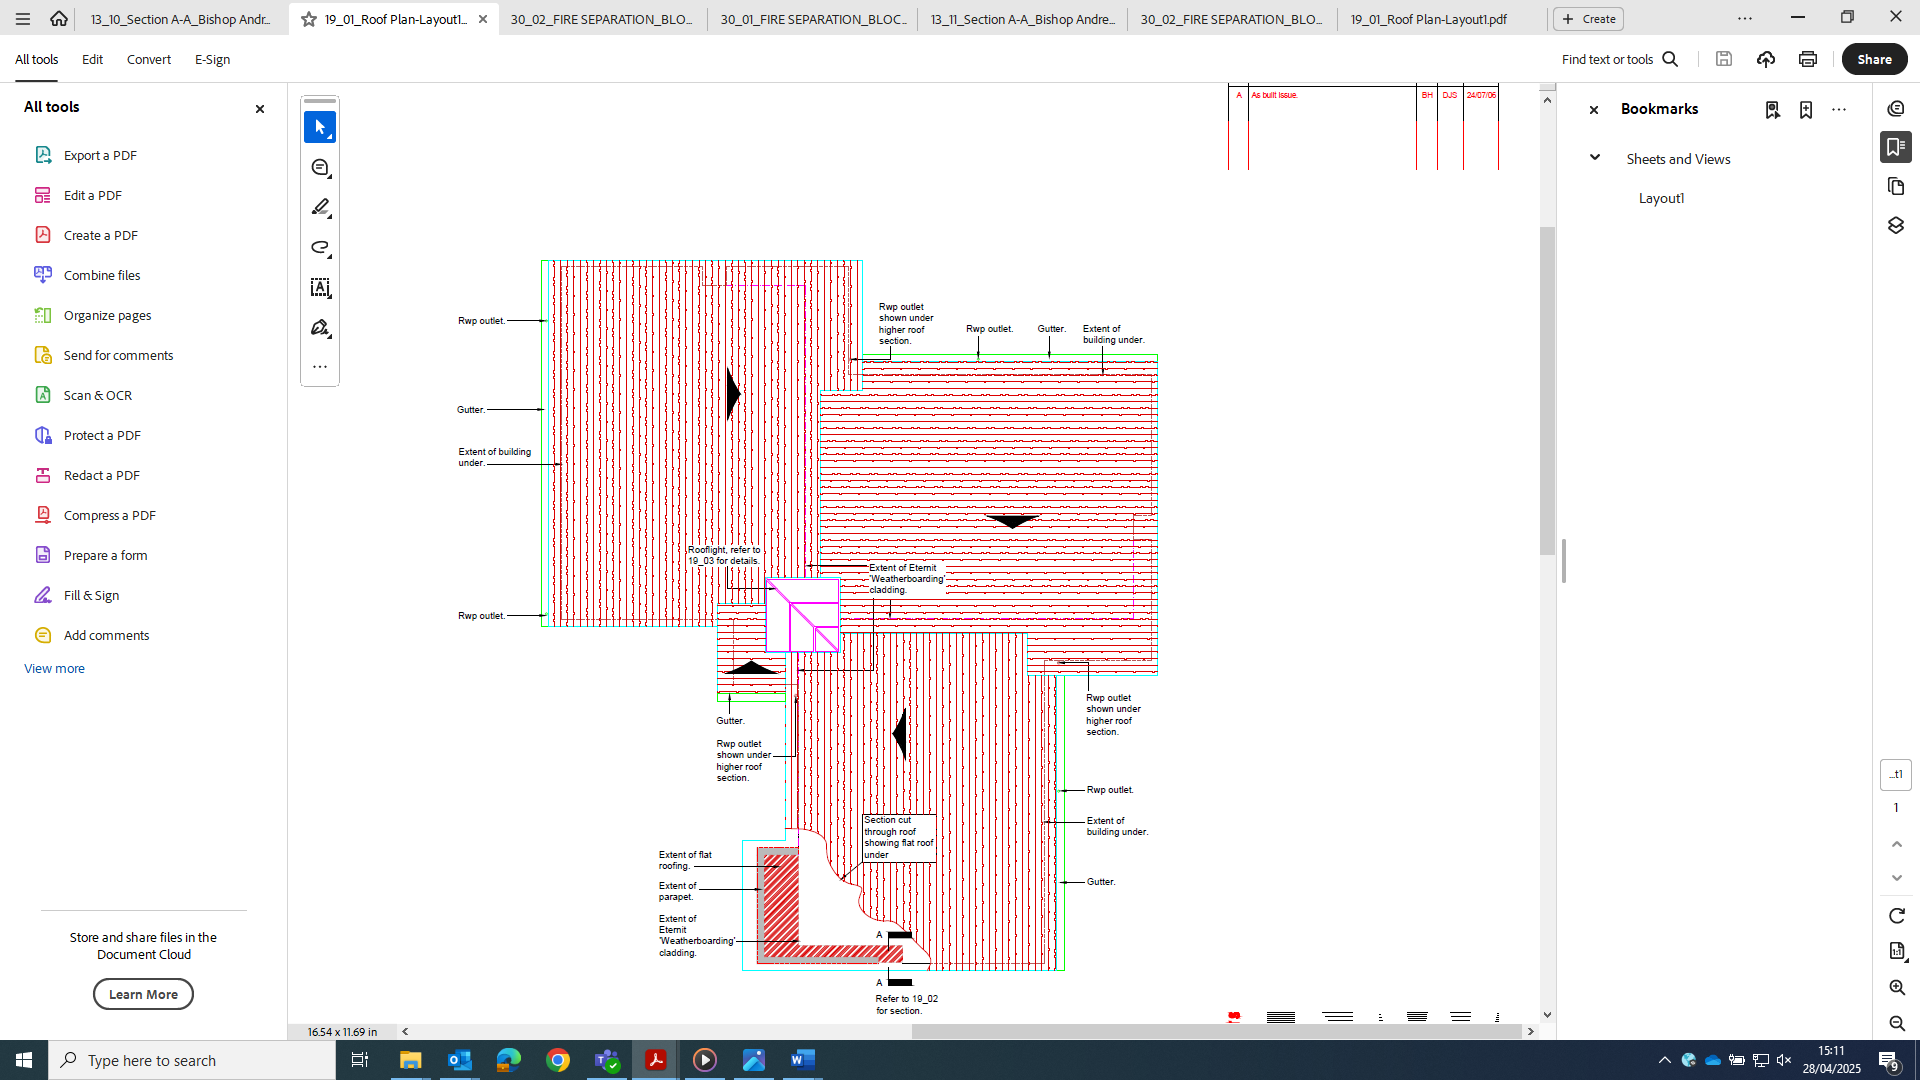 13_10_Section A-A_Bishop Andr...
19_01_Roof Plan-Layout1...
30_02_FIRE SEPARATION_BLO...
30_01_FIRE SEPARATION_BLOC...
13_11_Section A-A_Bishop Andre...
30_02_FIRE SEPARATION_BLO...
19_01_Roof Plan-Layout1.pdf
Create
All tools
Edit
Convert
E-Sign
Find text or tools
Share
All tools
Export a PDF
Edit a PDF
Create a PDF
Combine files
Organize pages
Send for comments
Scan & OCR
Protect a PDF
Redact a PDF
Compress a PDF
Prepare a form
Fill & Sign
Add comments
View more
Store and share files in the
Document Cloud
Learn More
A As built issue. BH DJS 24/07/06
Rwp outlet.
Gutter.
Extent of building
under.
Rwp outlet.
Rwp outlet
shown under
higher roof
section.
Rwp outlet.
Gutter.
Extent of
building under.
Rooflight, refer to
19_03 for details.
Extent of Eternit
'Weatherboarding'
cladding.
Gutter.
Rwp outlet
shown under
higher roof
section.
Rwp outlet
shown under
higher roof
section.
Rwp outlet.
Extent of
building under.
Gutter.
Section cut
through roof
showing flat roof
under
Extent of flat
roofing.
Extent of
parapet.
Extent of
Eternit
'Weatherboarding'
cladding.
A
A
Refer to 19_02
for section.
16.54 x 11.69 in
Bookmarks
Sheets and Views
Layout1
...t1
1
1:1
Type here to search
15:11
28/04/2025
9